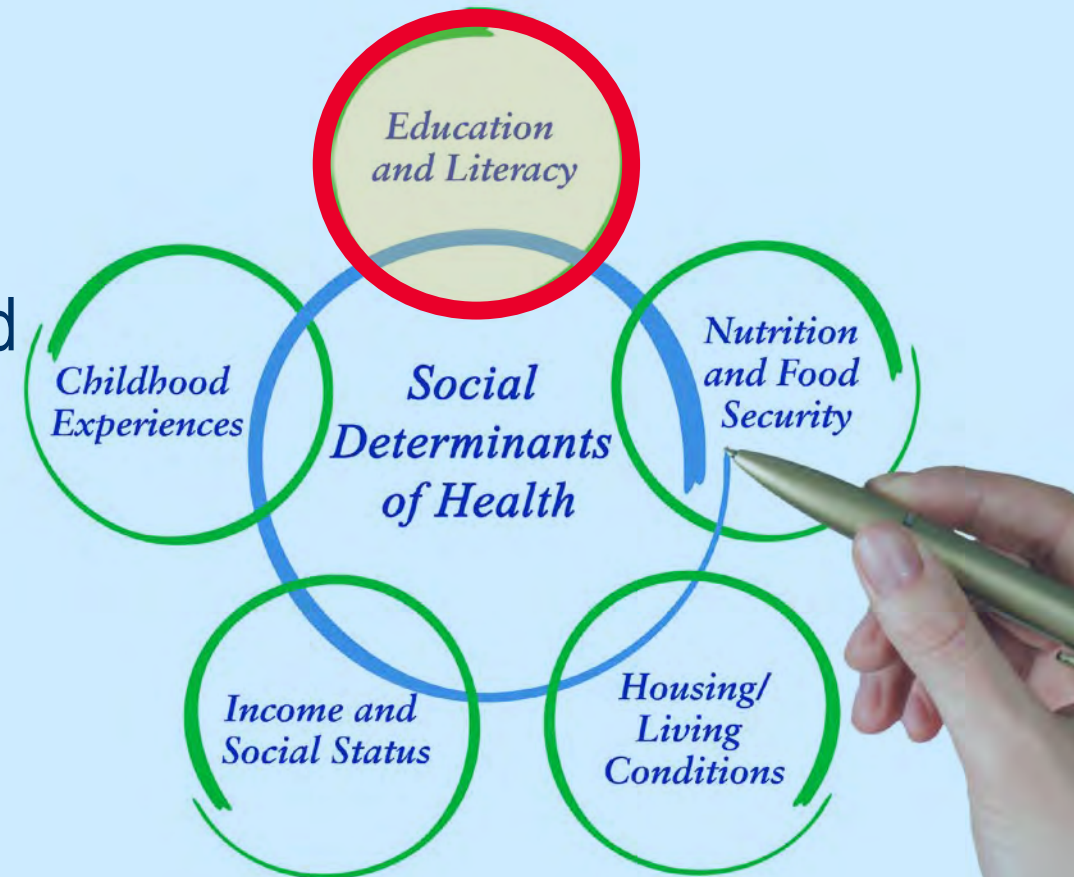 Education
and Literacy
d
Childhood
Experiences
Social
Determinants
of Health
Nutrition
and Food
Security
Income and
Social Status
Housing/
Living
Conditions